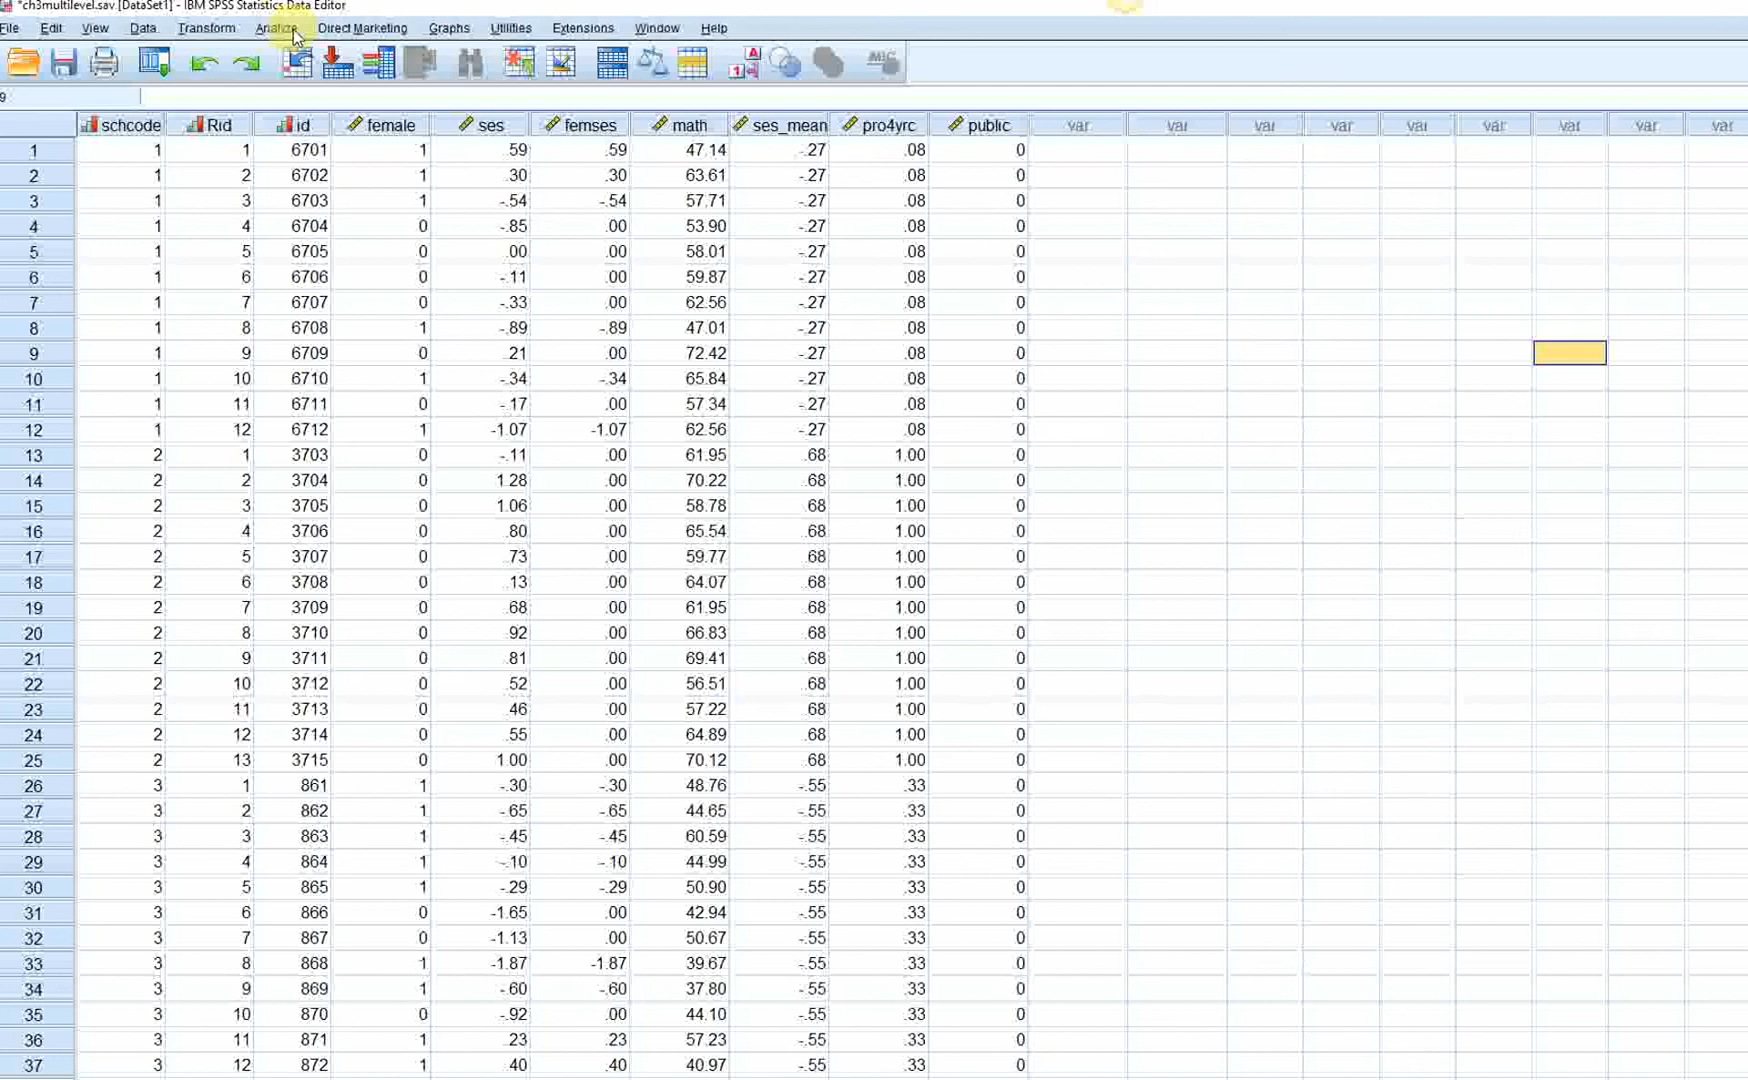 *ch3multilevel.sav [DataSet1] - IBM SPSS Statistics Data Editor
File Edit View Data Transform Analyze Direct Marketing Graphs Utilities Extensions Window Help
9
schcode Rid id female ses femses math ses_mean pro4yrc public var var var var var var var var var
1 1 1 6701 1 .59 .59 47.14 -.27 .08 0
2 1 2 6702 1 .30 .30 63.61 -.27 .08 0
3 1 3 6703 1 -.54 -.54 57.71 -.27 .08 0
4 1 4 6704 0 -.85 .00 53.90 -.27 .08 0
5 1 5 6705 0 .00 .00 58.01 -.27 .08 0
6 1 6 6706 0 -.11 .00 59.87 -.27 .08 0
7 1 7 6707 0 -.33 .00 62.56 -.27 .08 0
8 1 8 6708 1 -.89 -.89 47.01 -.27 .08 0
9 1 9 6709 0 .21 .00 72.42 -.27 .08 0
10 1 10 6710 1 -.34 -.34 65.84 -.27 .08 0
11 1 11 6711 0 -.17 .00 57.34 -.27 .08 0
12 1 12 6712 1 -1.07 -1.07 62.56 -.27 .08 0
13 2 1 3703 0 -.11 .00 61.95 .68 1.00 0
14 2 2 3704 0 1.28 .00 70.22 .68 1.00 0
15 2 3 3705 0 1.06 .00 58.78 .68 1.00 0
16 2 4 3706 0 .80 .00 65.54 .68 1.00 0
17 2 5 3707 0 .73 .00 59.77 .68 1.00 0
18 2 6 3708 0 .13 .00 64.07 .68 1.00 0
19 2 7 3709 0 .68 .00 61.95 .68 1.00 0
20 2 8 3710 0 .92 .00 66.83 .68 1.00 0
21 2 9 3711 0 .81 .00 69.41 .68 1.00 0
22 2 10 3712 0 .52 .00 56.51 .68 1.00 0
23 2 11 3713 0 .46 .00 57.22 .68 1.00 0
24 2 12 3714 0 .55 .00 64.89 .68 1.00 0
25 2 13 3715 0 1.00 .00 70.12 .68 1.00 0
26 3 1 861 1 -.30 -.30 48.76 -.55 .33 0
27 3 2 862 1 -.65 -.65 44.65 -.55 .33 0
28 3 3 863 1 -.45 -.45 60.59 -.55 .33 0
29 3 4 864 1 -.10 -.10 44.99 -.55 .33 0
30 3 5 865 1 -.29 -.29 50.90 -.55 .33 0
31 3 6 866 0 -1.65 .00 42.94 -.55 .33 0
32 3 7 867 0 -1.13 .00 50.67 -.55 .33 0
33 3 8 868 1 -1.87 -1.87 39.67 -.55 .33 0
34 3 9 869 1 -.60 -.60 37.80 -.55 .33 0
35 3 10 870 0 -.92 .00 44.10 -.55 .33 0
36 3 11 871 1 .23 .23 57.23 -.55 .33 0
37 3 12 872 1 .40 .40 40.97 -.55 .33 0